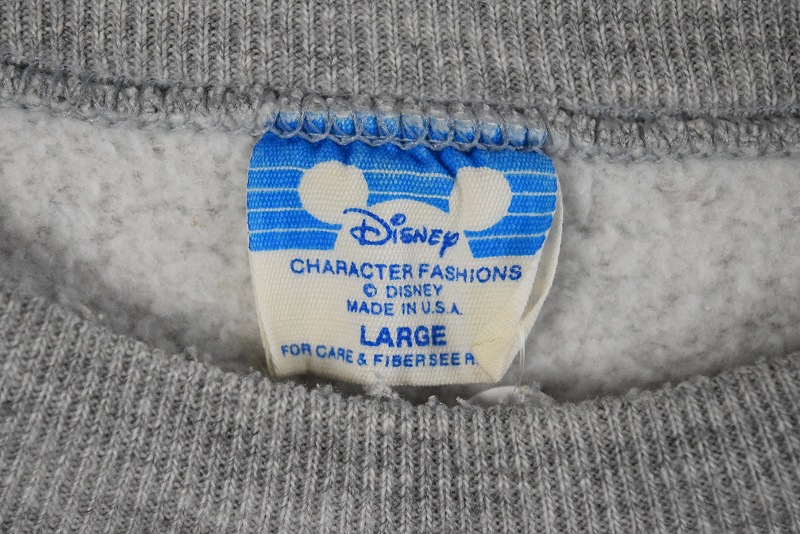 Disney
CHARACTER FASHIONS
© DISNEY
MADE IN U.S.A.
LARGE
FOR CARE & FIBER SEE R.